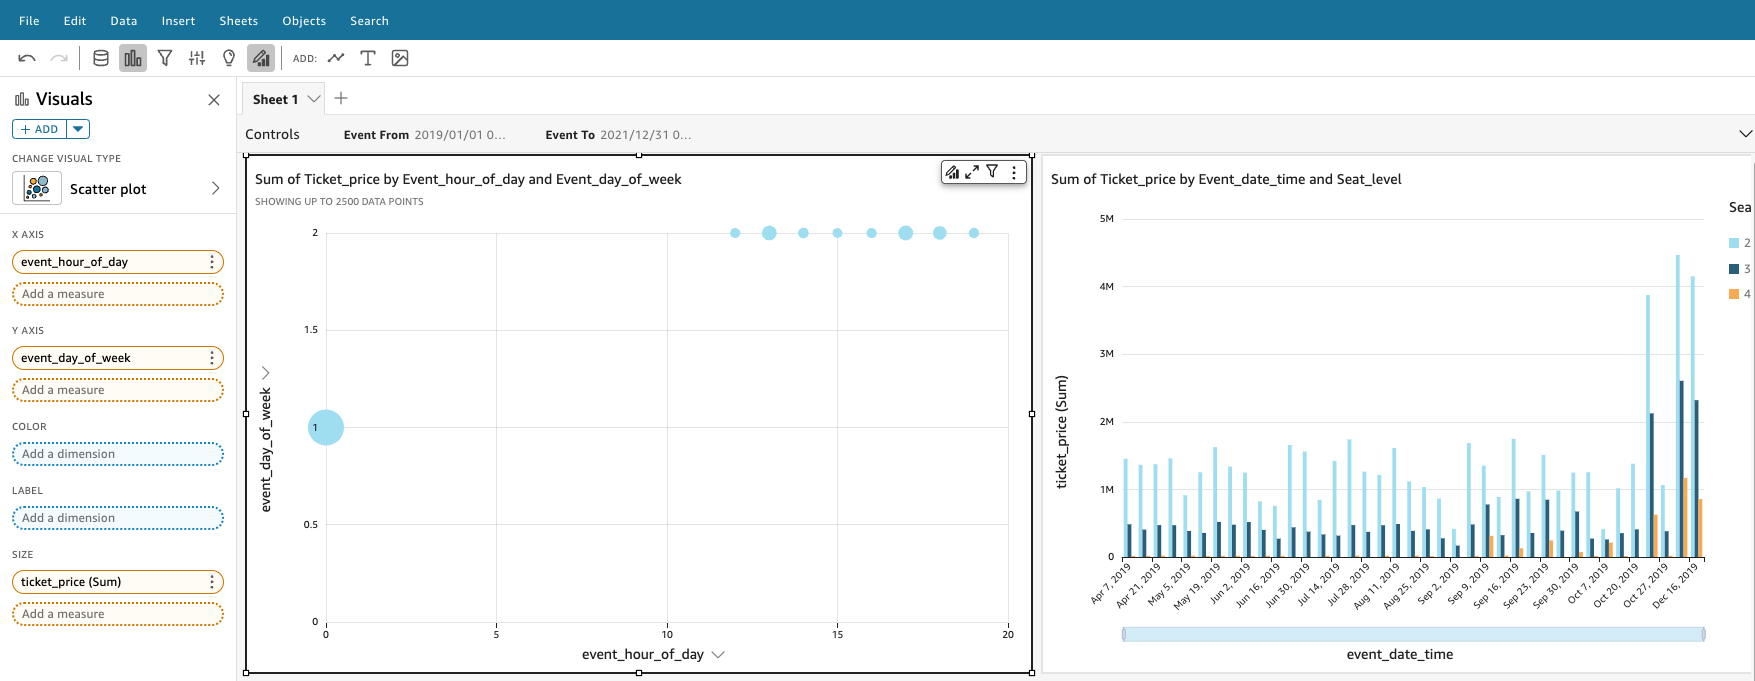 File Edit Data Insert Sheets Objects Search
ADD:
Visuals
+ ADD
CHANGE VISUAL TYPE
Scatter plot
X AXIS
event_hour_of_day
Add a measure
Y AXIS
event_day_of_week
Add a measure
COLOR
Add a dimension
LABEL
Add a dimension
SIZE
ticket_price (Sum)
Add a measure
Sheet 1
Controls Event From 2019/01/01 0... Event To 2021/12/31 0...
Sum of Ticket_price by Event_hour_of_day and Event_day_of_week
SHOWING UP TO 2500 DATA POINTS
2
1.5
1
0.5
0
event_day_of_week
0 5 10 15 20
event_hour_of_day
Sum of Ticket_price by Event_date_time and Seat_level
5M
4M
3M
2M
1M
0
ticket_price (Sum)
Apr 7, 2019
Apr 21, 2019
May 5, 2019
May 19, 2019
Jun 2, 2019
Jun 16, 2019
Jun 30, 2019
Jul 14, 2019
Jul 28, 2019
Aug 11, 2019
Aug 25, 2019
Sep 2, 2019
Sep 9, 2019
Sep 16, 2019
Sep 23, 2019
Sep 30, 2019
Oct 7, 2019
Oct 20, 2019
Oct 27, 2019
Dec 16, 2019
event_date_time
Sea
2
3
4